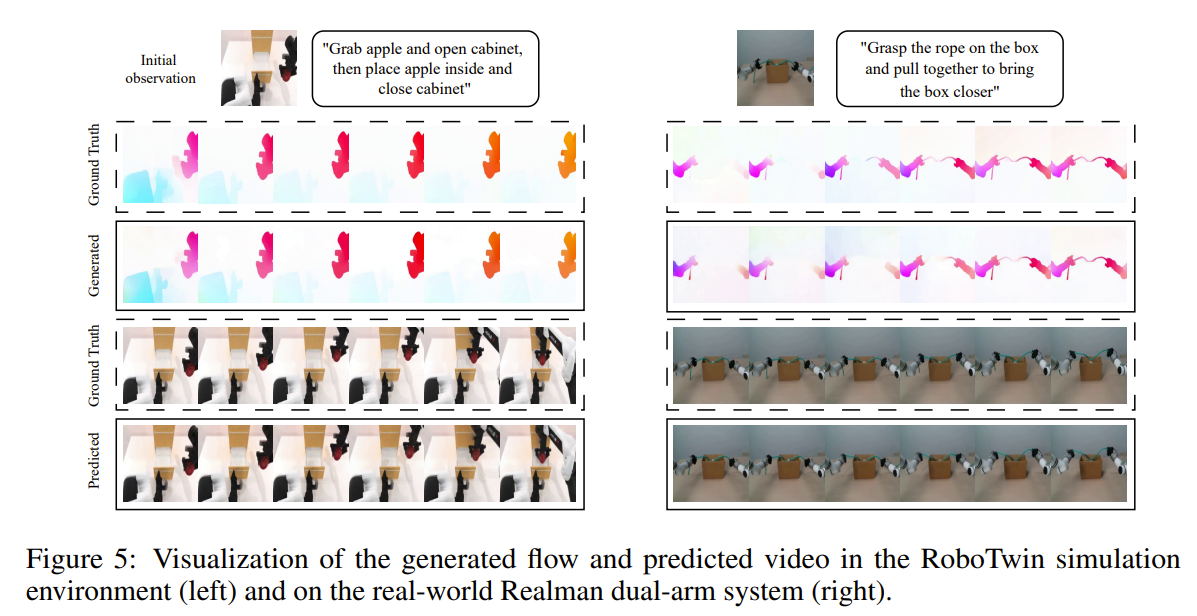 Initial
observation
"Grab apple and open cabinet,
then place apple inside and
close cabinet"
"Grasp the rope on the box
and pull together to bring
the box closer"
Ground Truth
Generated
Ground Truth
Predicted
Figure 5: Visualization of the generated flow and predicted video in the RoboTwin simulation
environment (left) and on the real-world Realman dual-arm system (right).